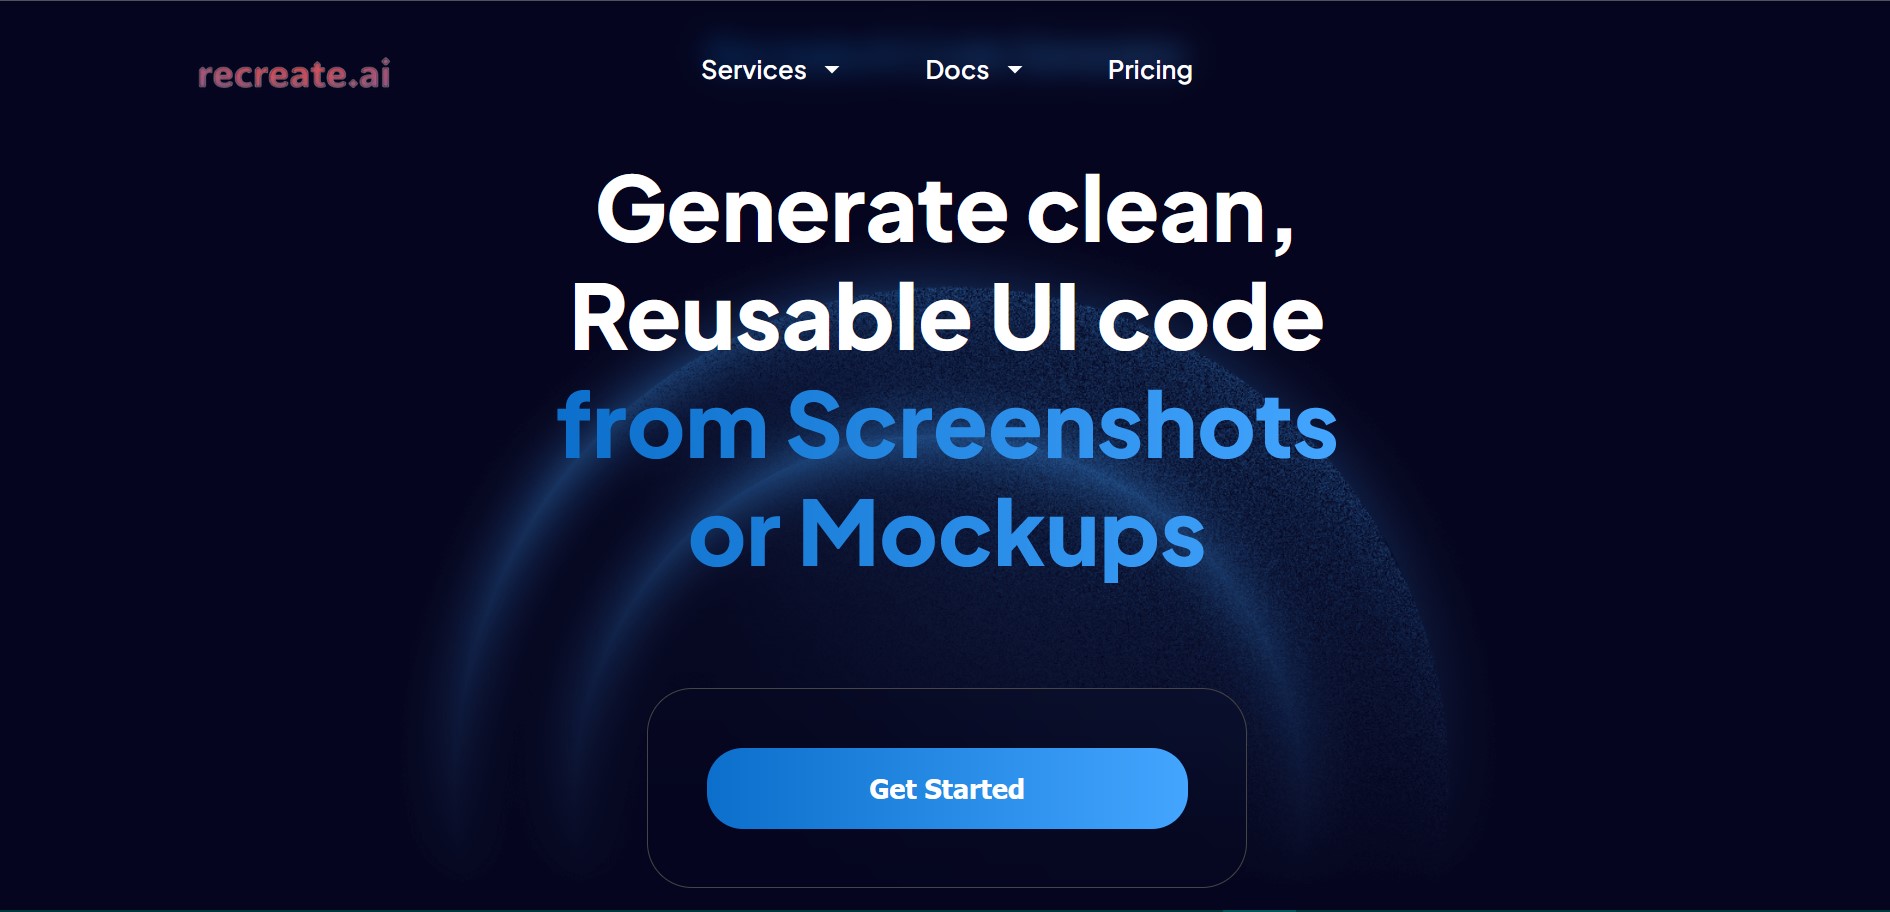 recreate.ai
Services
Docs
Pricing
Generate clean,
Reusable UI code
from Screenshots
or Mockups
Get Started